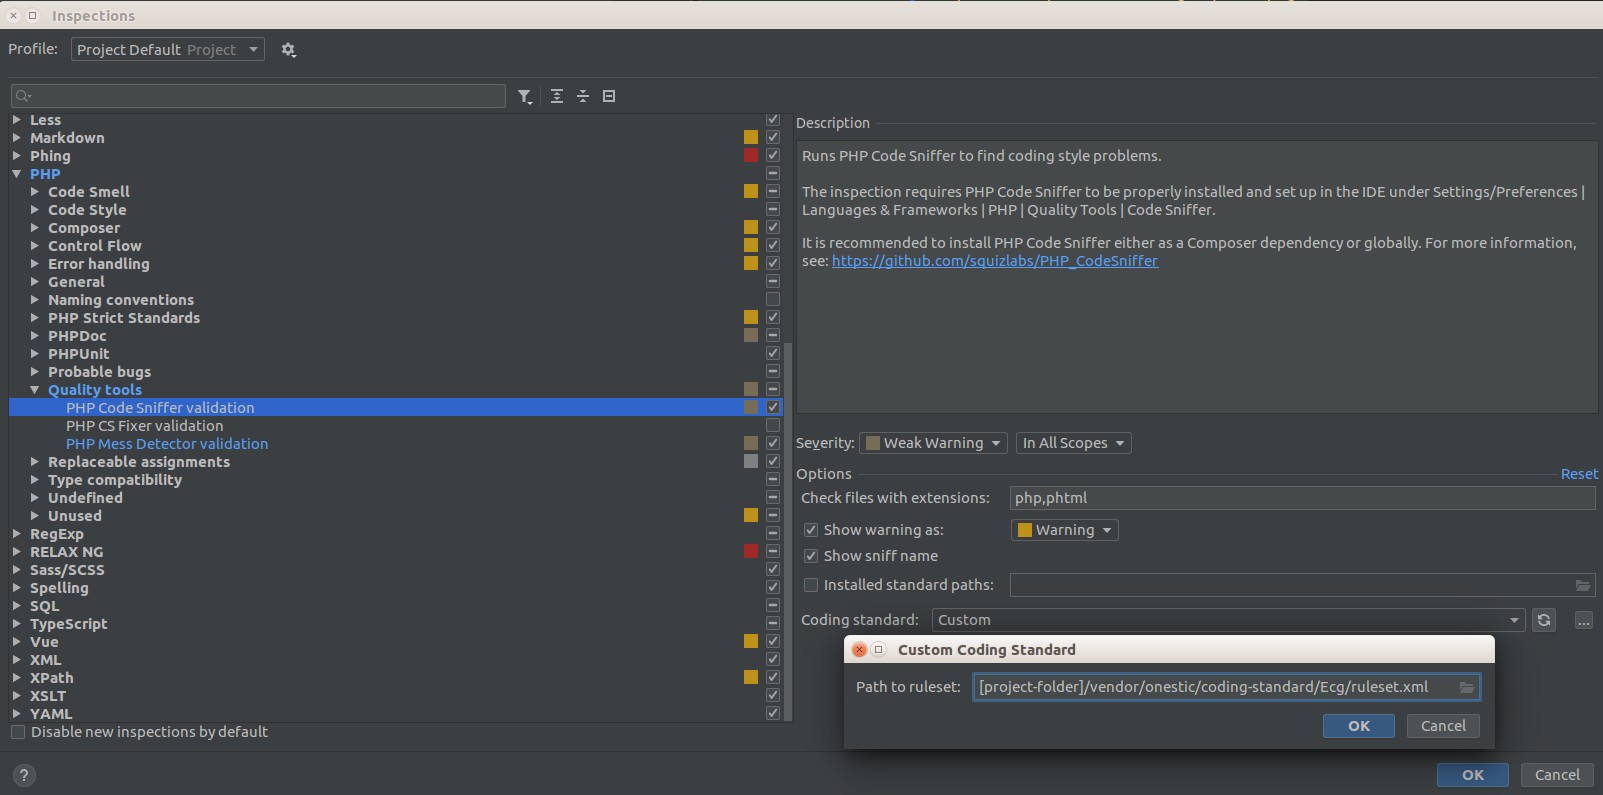 Inspections
Profile: Project Default Project
Less
Markdown
Phing
PHP
Code Smell
Code Style
Composer
Control Flow
Error handling
General
Naming conventions
PHP Strict Standards
PHPDoc
PHPUnit
Probable bugs
Quality tools
PHP Code Sniffer validation
PHP CS Fixer validation
PHP Mess Detector validation
Replaceable assignments
Type compatibility
Undefined
Unused
RegExp
RELAX NG
Sass/SCSS
Spelling
SQL
TypeScript
Vue
XML
XPath
XSLT
YAML
Disable new inspections by default
Description
Runs PHP Code Sniffer to find coding style problems.
The inspection requires PHP Code Sniffer to be properly installed and set up in the IDE under Settings/Preferences |
Languages & Frameworks | PHP | Quality Tools | Code Sniffer.
It is recommended to install PHP Code Sniffer either as a Composer dependency or globally. For more information,
see: https://github.com/squizlabs/PHP_CodeSniffer
Severity: Weak Warning In All Scopes
Options Reset
Check files with extensions: php,phtml
Show warning as: Warning
Show sniff name
Installed standard paths:
Coding standard: Custom ...
Custom Coding Standard
Path to ruleset: [project-folder]/vendor/onestic/coding-standard/Ecg/ruleset.xml
OK Cancel
? OK Cancel